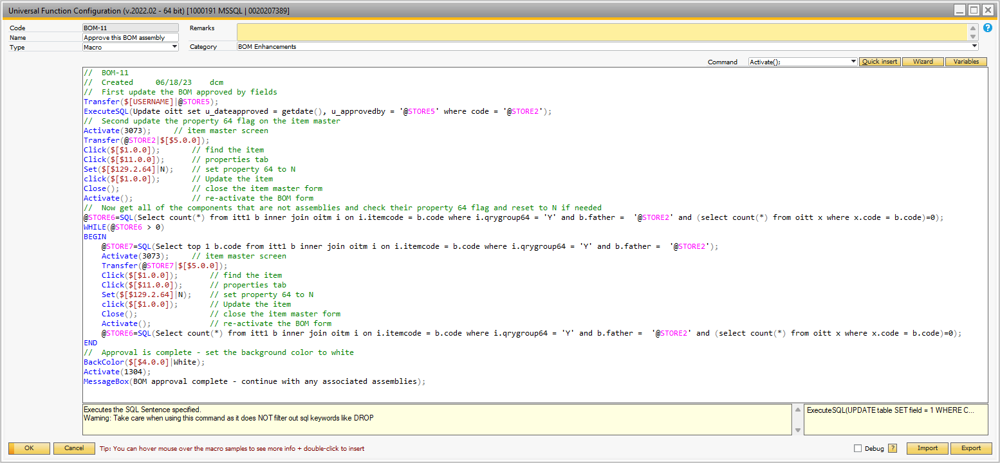 Universal Function Configuration (v.2022.02 - 64 bit) [1000191 MSSQL | 0020207389]
Code BOM-11 Remarks
Name Approve this BOM assembly
Type Macro Category BOM Enhancements
Command Activate(); Quick insert Wizard Variables
// BOM-11
// Created 06/18/23 dcm
// First update the BOM approved by fields
Transfer($[USERNAME]|@STORE5);
ExecuteSQL(Update oitt set u_dateapproved = getdate(), u_approvedby = '@STORE5' where code = '@STORE2');
// Second update the property 64 flag on the item master
Activate(3073); // item master screen
Transfer(@STORE2|$[$5.0.0]);
Click($[$1.0.0]); // find the item
Click($[$11.0.0]); // properties tab
Set($[$129.2.64]|N); // set property 64 to N
click($[$1.0.0]); // Update the item
Close(); // close the item master form
Activate(); // re-activate the BOM form
// Now get all of the components that are not assemblies and check their property 64 flag and reset to N if needed
@STORE6=SQL(Select count(*) from itt1 b inner join oitm i on i.itemcode = b.code where i.qrygroup64 = 'Y' and b.father = '@STORE2' and (select count(*) from oitt x where x.code = b.code)=0);
WHILE(@STORE6 > 0)
BEGIN
@STORE7=SQL(Select top 1 b.code from itt1 b inner join oitm i on i.itemcode = b.code where i.qrygroup64 = 'Y' and b.father = '@STORE2');
Activate(3073); // item master screen
Transfer(@STORE7|$[$5.0.0]);
Click($[$1.0.0]); // find the item
Click($[$11.0.0]); // properties tab
Set($[$129.2.64]|N); // set property 64 to N
click($[$1.0.0]); // Update the item
Close(); // close the item master form
Activate(); // re-activate the BOM form
@STORE6=SQL(Select count(*) from itt1 b inner join oitm i on i.itemcode = b.code where i.qrygroup64 = 'Y' and b.father = '@STORE2' and (select count(*) from oitt x where x.code = b.code)=0);
END
// Approval is complete - set the background color to white
BackColor($[$4.0.0]|White);
Activate(1304);
MessageBox(BOM approval complete - continue with any associated assemblies);
Executes the SQL Sentence specified. ExecuteSQL(UPDATE table SET field = 1 WHERE C...
Warning: Take care when using this command as it does NOT filter out sql keywords like DROP
OK Cancel Tip: You can hover mouse over the macro samples to see more info + double-click to insert Debug ? Import Export